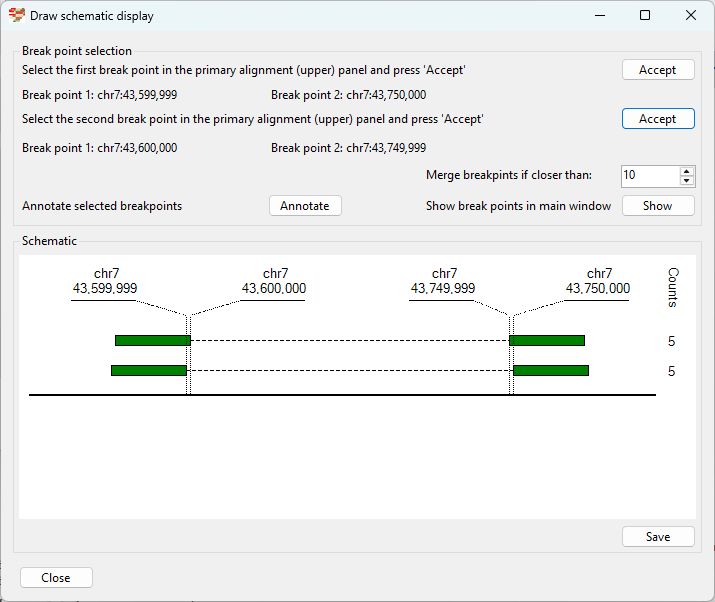 Draw schematic display
Break point selection
Select the first break point in the primary alignment (upper) panel and press 'Accept'
Accept
Break point 1: chr7:43,599,999
Break point 2: chr7:43,750,000
Select the second break point in the primary alignment (upper) panel and press 'Accept'
Accept
Break point 1: chr7:43,600,000
Break point 2: chr7:43,749,999
Merge breakpints if closer than:
10
Annotate selected breakpoints
Annotate
Show break points in main window
Show
Schematic
chr7
43,599,999
chr7
43,600,000
chr7
43,749,999
chr7
43,750,000
Counts
5
5
Save
Close